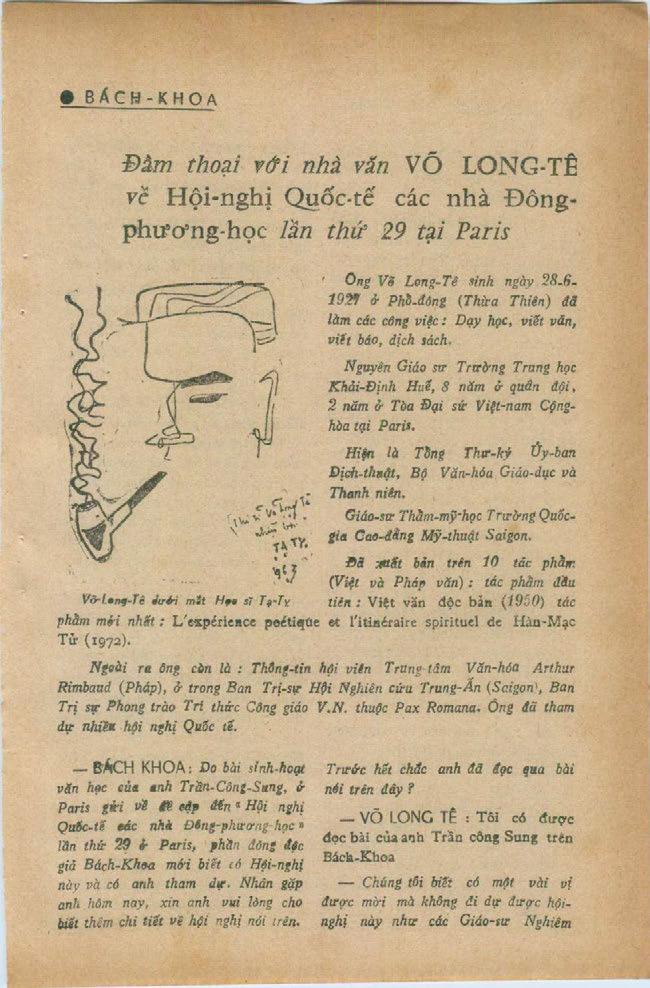 ● BÁCH-KHOA
Đàm thoại với nhà văn VÕ LONG-TÊ
về Hội-nghị Quốc-tế các nhà Đông-
phương-học lần thứ 29 tại Paris
Ông Võ Long-Tê sinh ngày 28-6-
1927 ở Phồ-đông (Thừa Thiên) đã
làm các công việc : Dạy học, viết văn,
viết báo, dịch sách.
Nguyên Giáo sư Trường Trung học
Khải-Định Huế, 8 năm ở quân đội,
2 năm ở Tòa Đại sứ Việt-nam Cộng-
hòa tại Paris.
Hiện là Tổng Thư-ký Ủy-ban
Dịch-thuật, Bộ Văn-hóa Giáo-dục và
Thanh niên.
Giáo-sư Thầm-mỹ-học Trường Quốc-
gia Cao-đẳng Mỹ-thuật Saigon.
Đã xuất bản trên 10 tác phầm
(Việt và Pháp văn) : tác phầm đầu
tiên : Việt văn độc bản (1950) tác
TẠ TỴ
1963
Võ-Long-Tê dưới mắt Họa sĩ Tạ-Tỵ
phầm mới nhất : L'expérience poétique et l'itinéraire spirituel de Hàn-Mạc
Tử (1972).
Ngoài ra ông còn là : Thông-tin hội viên Trung-tâm Văn-hóa Arthur
Rimbaud (Pháp), ở trong Ban Trị-sự Hội Nghiên cứu Trung-Ấn (Saigon), Ban
Trị sự Phong trào Trí thức Công giáo V.N. thuộc Pax Romana. Ông đã tham
dự nhiều hội nghị Quốc tế.
— BÁCH KHOA : Do bài sinh-hoạt
văn học của anh Trần-Công-Sung, ở
Paris gửi về đề cập đến « Hội nghị
Quốc-tế các nhà Đông-phương-học »
lần thứ 29 ở Paris, phần đông độc
giả Bách-Khoa mới biết có Hội-nghị
này và có anh tham dự. Nhân gặp
anh hôm nay, xin anh vui lòng cho
biết thêm chi tiết về hội nghị nói trên.
Trước hết chắc anh đã đọc qua bài
nói trên đây ?
— VÕ LONG TÊ : Tôi có được
đọc bài của anh Trần công Sung trên
Bách-Khoa
— Chúng tôi biết có một vài vị
được mời mà không đi dự được hội-
nghị này như các Giáo-sư Nghiêm